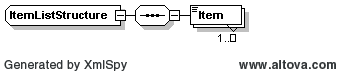 ItemListStructure
Item
1..□
Generated by XmlSpy
www.altova.com